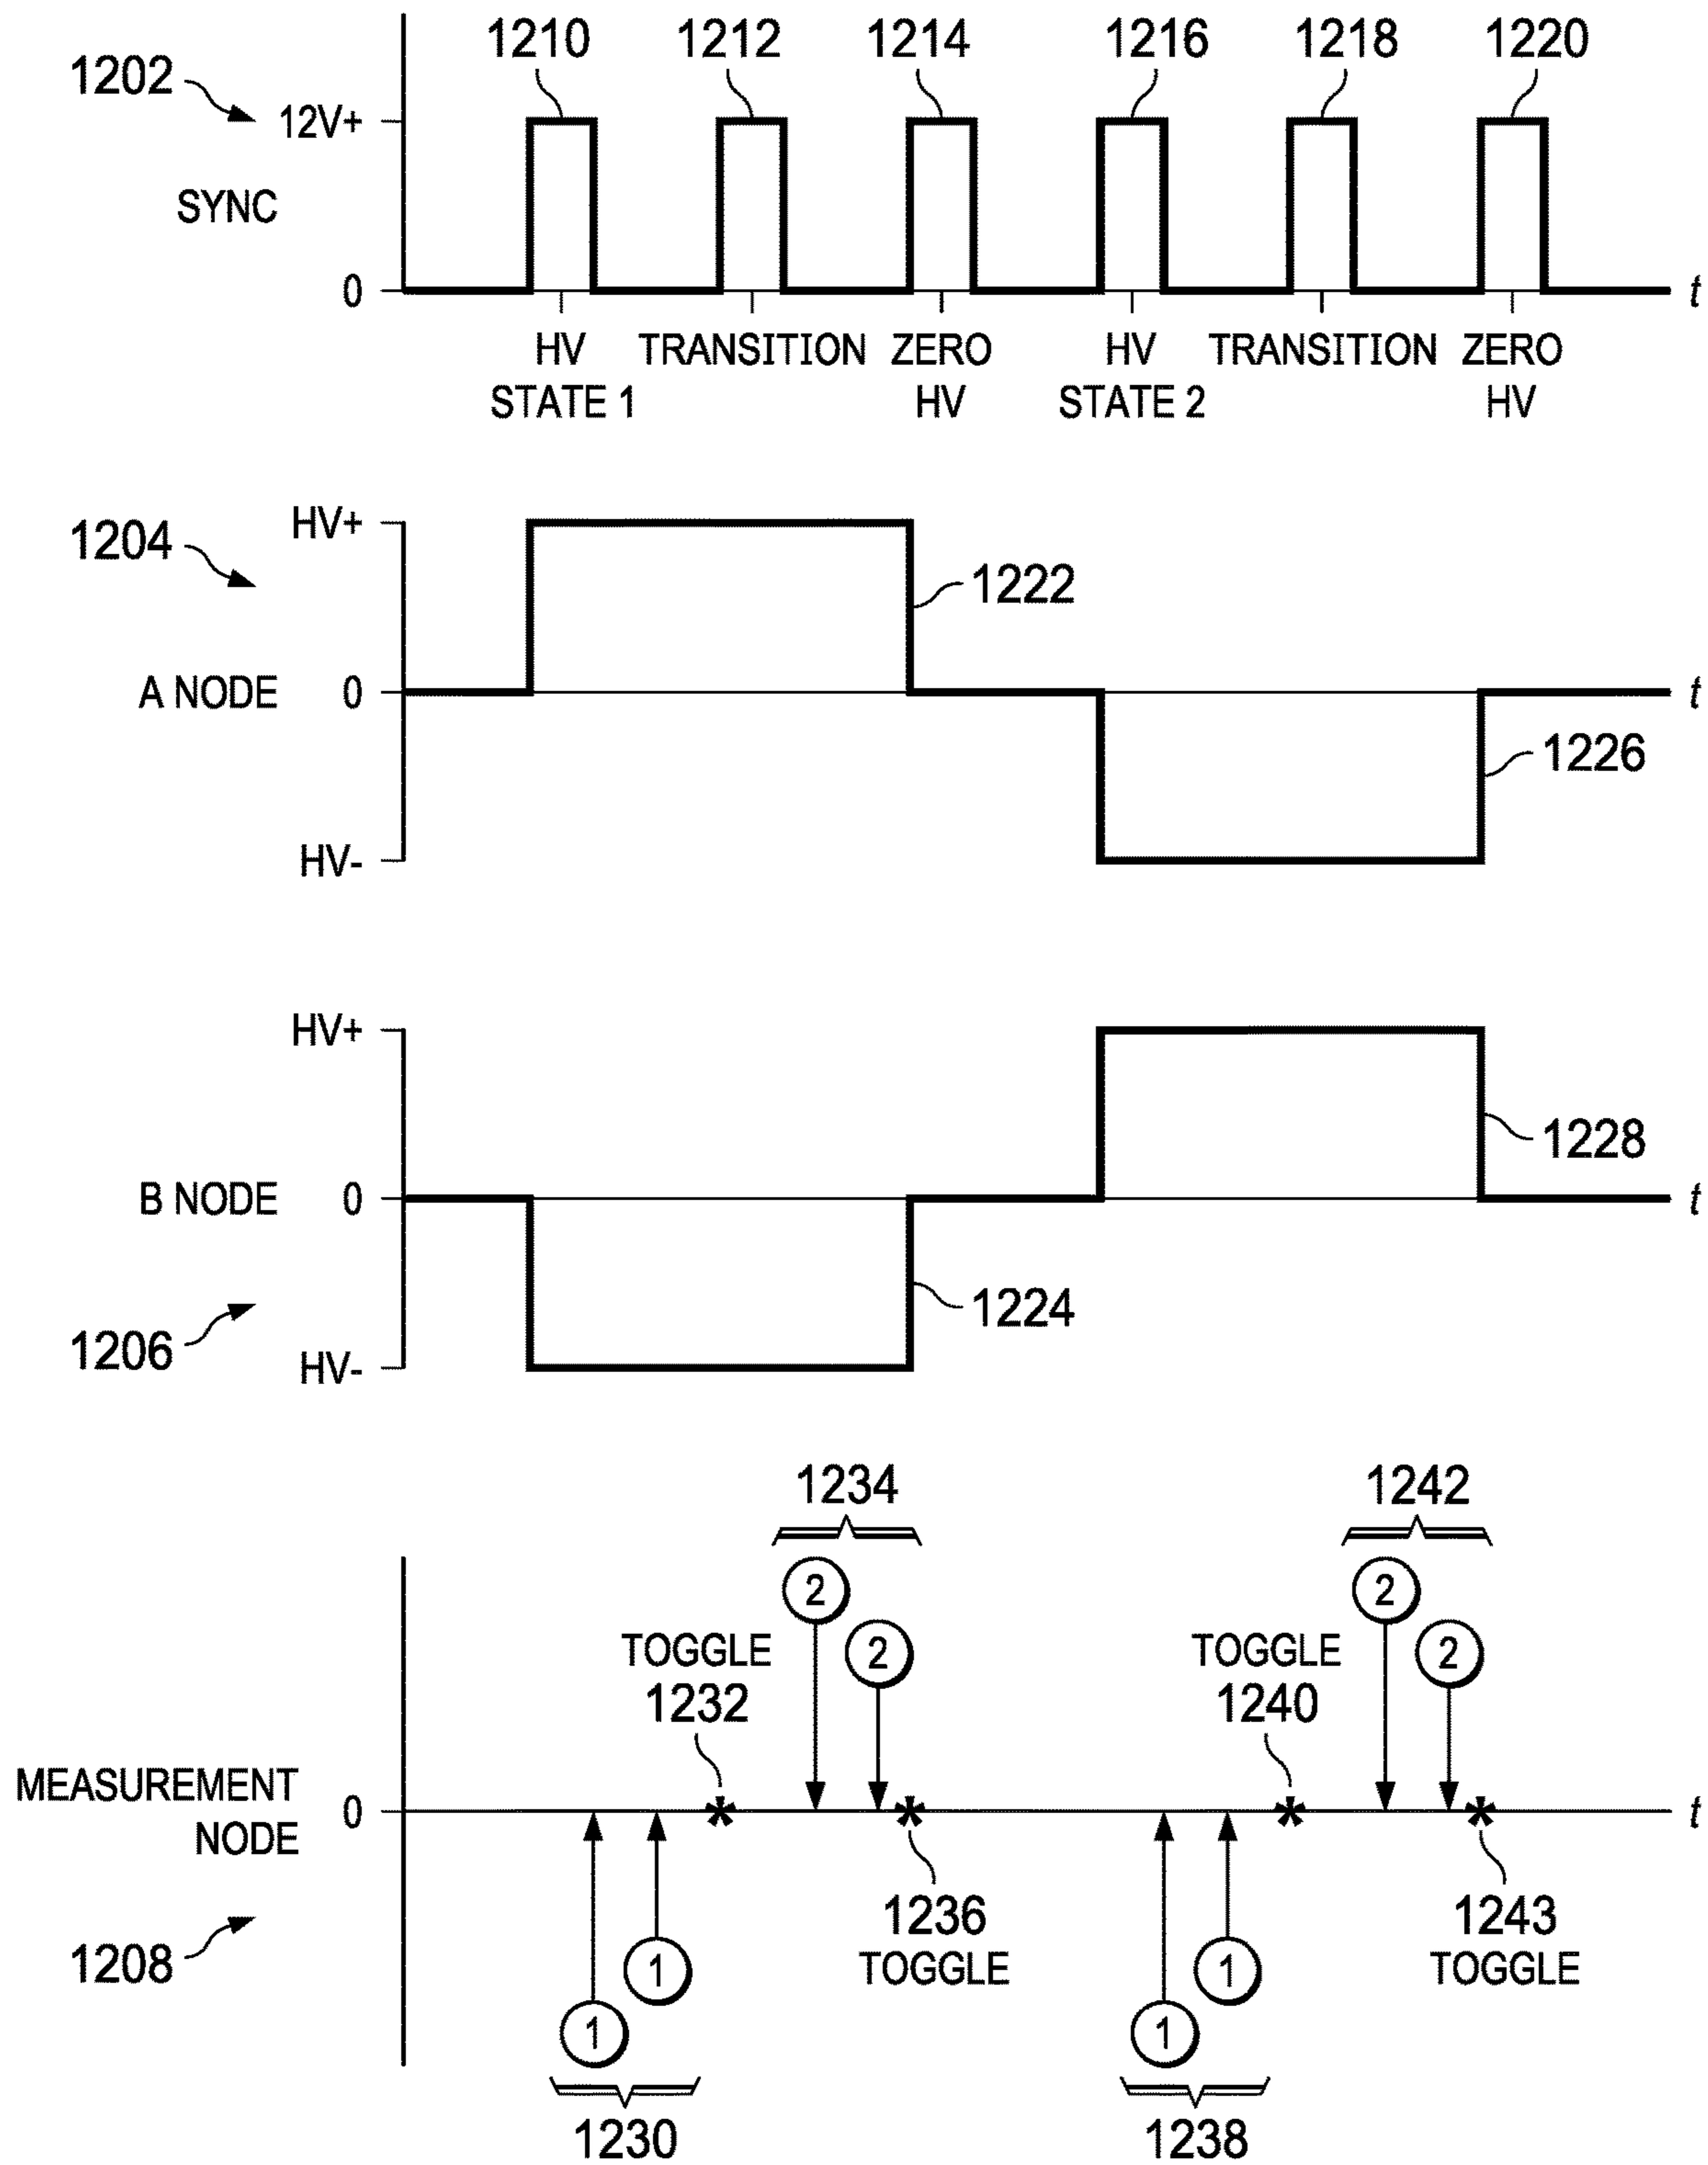 1210 1212 1214 1216 1218 1220
1202
12V+
SYNC
0
t
HV TRANSITION ZERO HV TRANSITION ZERO
STATE 1 HV STATE 2 HV
HV+
1204
1222
A NODE 0
t
1226
HV-
HV+
1228
B NODE 0
t
1224
1206
HV-
1234 1242
2 2
TOGGLE 2 TOGGLE 2
1232 1240
MEASUREMENT
0
t
NODE
1236 1243
1208
1 TOGGLE 1 TOGGLE
1 1
1230 1238